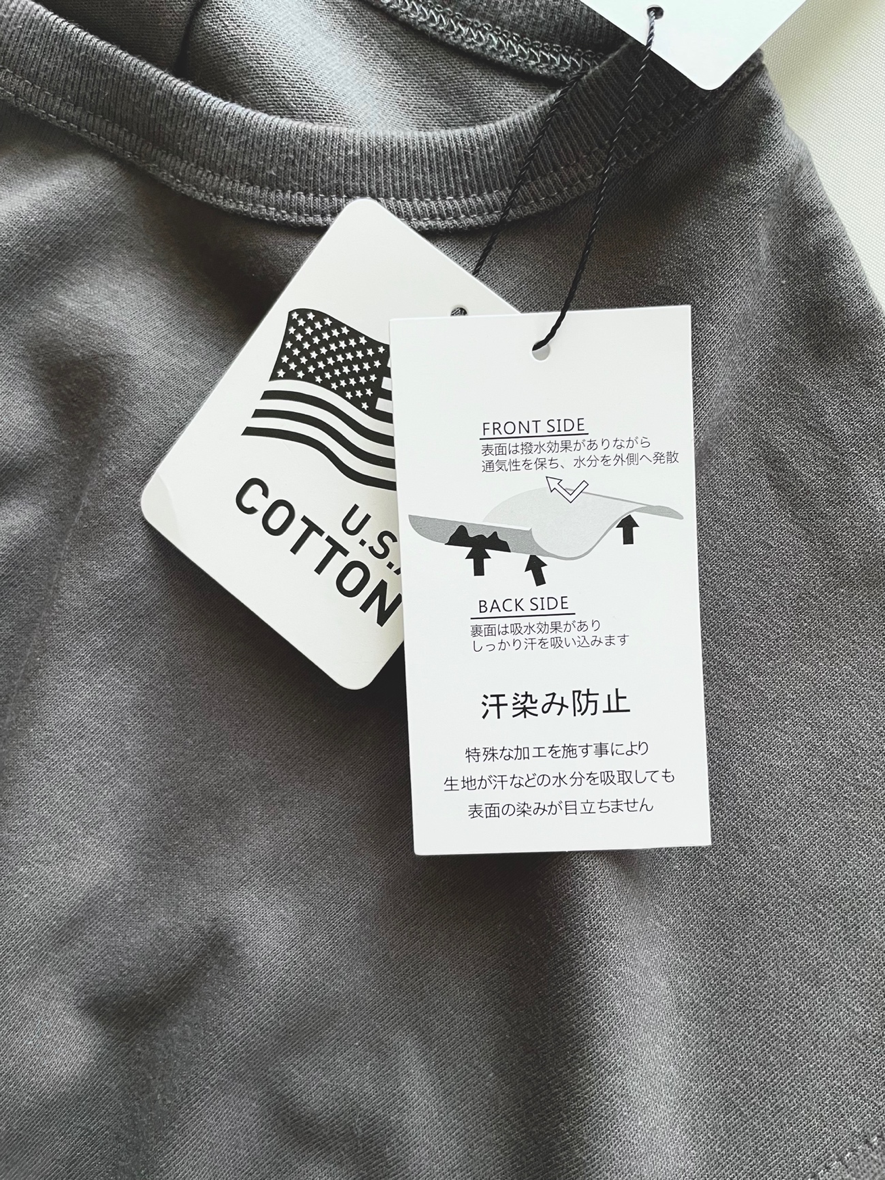 U.S.
COTTON
FRONT SIDE
表面は撥水効果がありながら
通気性を保ち、水分を外側へ発散
BACK SIDE
裏面は吸水効果があり
しっかり汗を吸い込みます
汗染み防止
特殊な加工を施す事により
生地が汗などの水分を吸収しても
表面の染みが目立ちません